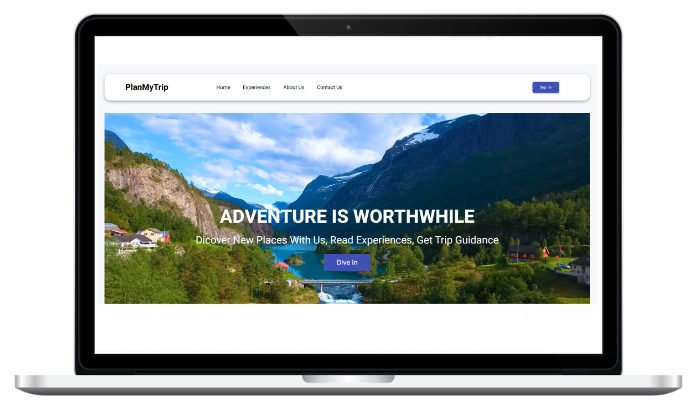 PlanMyTrip
Home Experiences About Us Contact Us
Sign In
ADVENTURE IS WORTHWHILE
Dicover New Places With Us, Read Experiences, Get Trip Guidance
Dive In